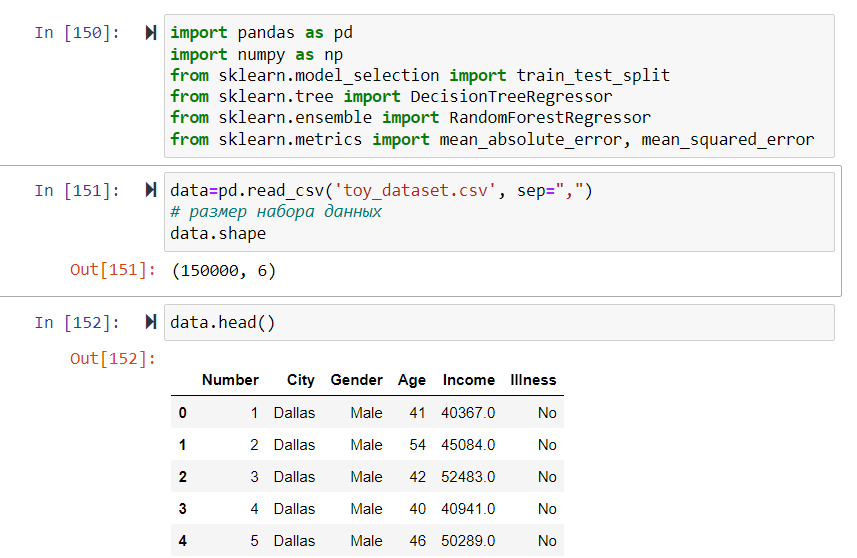 In [150]:
import pandas as pd
import numpy as np
from sklearn.model_selection import train_test_split
from sklearn.tree import DecisionTreeRegressor
from sklearn.ensemble import RandomForestRegressor
from sklearn.metrics import mean_absolute_error, mean_squared_error
In [151]:
data=pd.read_csv('toy_dataset.csv', sep=",")
# размер набора данных
data.shape
Out[151]: (150000, 6)
In [152]:
data.head()
Out[152]:
Number City Gender Age Income Illness
0 1 Dallas Male 41 40367.0 No
1 2 Dallas Male 54 45084.0 No
2 3 Dallas Male 42 52483.0 No
3 4 Dallas Male 40 40941.0 No
4 5 Dallas Male 46 50289.0 No